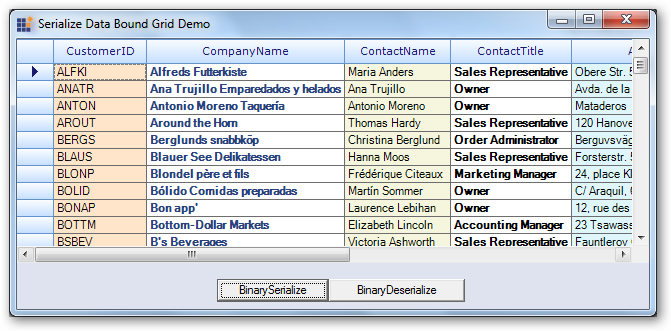 Serialize Data Bound Grid Demo
CustomerID CompanyName ContactName ContactTitle A
ALFKI Alfreds Futterkiste Maria Anders Sales Representative Obere Str. 5
ANATR Ana Trujillo Emparedados y helados Ana Trujillo Owner Avda. de la
ANTON Antonio Moreno Taquería Antonio Moreno Owner Mataderos
AROUT Around the Horn Thomas Hardy Sales Representative 120 Hanove
BERGS Berglunds snabbköp Christina Berglund Order Administrator Berguvsväg
BLAUS Blauer See Delikatessen Hanna Moos Sales Representative Forsterstr. 5
BLONP Blondel père et fils Frédérique Citeaux Marketing Manager 24, place Kl
BOLID Bólido Comidas preparadas Martín Sommer Owner C/ Araquil, 6
BONAP Bon app' Laurence Lebihan Owner 12, rue des
BOTTM Bottom-Dollar Markets Elizabeth Lincoln Accounting Manager 23 Tsawass
BSBEV B's Beverages Victoria Ashworth Sales Representative Fauntleroy
BinarySerialize BinaryDeserialize